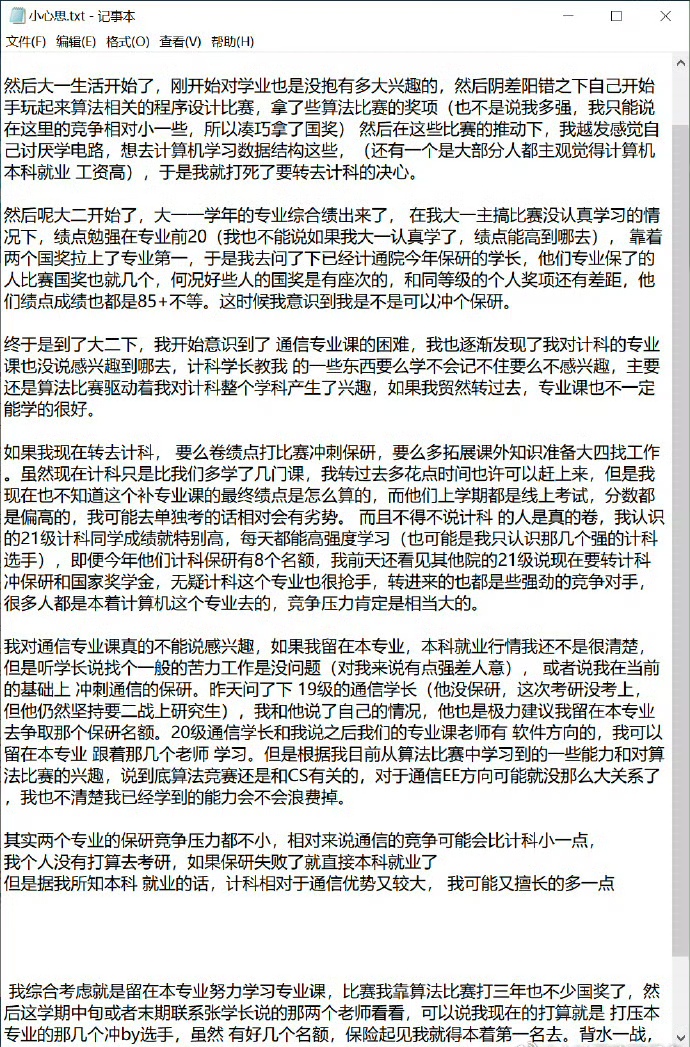 小心思.txt - 记事本
文件(F) 编辑(E) 格式(O) 查看(V) 帮助(H)
然后大一生活开始了，刚开始对学业也是没抱有多大兴趣的，然后阴差阳错之下自己开始
手玩起来算法相关的程序设计比赛，拿了些算法比赛的奖项（也不是说我多强，我只能说
在这里的竞争相对小一些，所以凑巧拿了国奖） 然后在这些比赛的推动下，我越发感觉自
己讨厌学电路，想去计算机学习数据结构这些，（还有一个是大部分人都主观觉得计算机
本科就业 工资高），于是我就打死了要转去计科的决心。
然后呢大二开始了，大一一学年的专业综合绩出来了， 在我大一主搞比赛没认真学习的情
况下，绩点勉强在专业前20（我也不能说如果我大一认真学了，绩点能高到哪去）， 靠着
两个国奖拉上了专业第一，于是我去问了下已经计通院今年保研的学长，他们专业保了的
人比赛国奖也就几个，何况好些人的国奖是有座次的，和同等级的个人奖项还有差距，他
们绩点成绩也都是85+不等。这时候我意识到我是不是可以冲个保研。
终于是到了大二下，我开始意识到了 通信专业课的困难，我也逐渐发现了我对计科的专业
课也没说感兴趣到哪去，计科学长教我 的一些东西要么学不会记不住要么不感兴趣，主要
还是算法比赛驱动着我对计科整个学科产生了兴趣，如果我贸然转过去，专业课也不一定
能学的很好。
如果我现在转去计科， 要么卷绩点打比赛冲刺保研，要么多拓展课外知识准备大四找工作
。虽然现在计科只是比我们多学了几门课，我转过去多花点时间也许可以赶上来，但是我
现在也不知道这个补专业课的最终绩点是怎么算的，而他们上学期都是线上考试，分数都
是偏高的，我可能去单独考的话相对会有劣势。 而且不得不说计科 的人是真的卷，我认识
的21级计科同学成绩就特别高，每天都能高强度学习（也可能是我只认识那几个强的计科
选手），即便今年他们计科保研有8个名额，我前天还看见其他院的21级说现在要转计科
冲保研和国家奖学金，无疑计科这个专业也很抢手，转进来的也都是些强劲的竞争对手，
很多人都是本着计算机这个专业去的，竞争压力肯定是相当大的。
我对通信专业课真的不能说感兴趣，如果我留在本专业，本科就业行情我还不是很清楚，
但是听学长说找个一般的苦力工作是没问题（对我来说有点强差人意）， 或者说我在当前
的基础上 冲刺通信的保研。昨天问了下 19级的通信学长（他没保研，这次考研没考上，
但他仍然坚持要二战上研究生），我和他说了自己的情况，他也是极力建议我留在本专业
去争取那个保研名额。20级通信学长和我说之后我们的专业课老师有 软件方向的，我可以
留在本专业 跟着那几个老师 学习。但是根据我目前从算法比赛中学习到的一些能力和对算
法比赛的兴趣，说到底算法竞赛还是和CS有关的，对于通信EE方向可能就没那么大关系了
，我也不清楚我已经学到的能力会不会浪费掉。
其实两个专业的保研竞争压力都不小，相对来说通信的竞争可能会比计科小一点，
我个人没有打算去考研，如果保研失败了就直接本科就业了
但是据我所知本科 就业的话，计科相对于通信优势又较大， 我可能又擅长的多一点
我综合考虑就是留在本专业努力学习专业课，比赛我靠算法比赛打三年也不少国奖了，然
后这学期中旬或者末期联系张学长说的那两个老师看看，可以说我现在的打算就是 打压本
专业的那几个冲by选手，虽然 有好几个名额，保险起见我就得本着第一名去。背水一战，